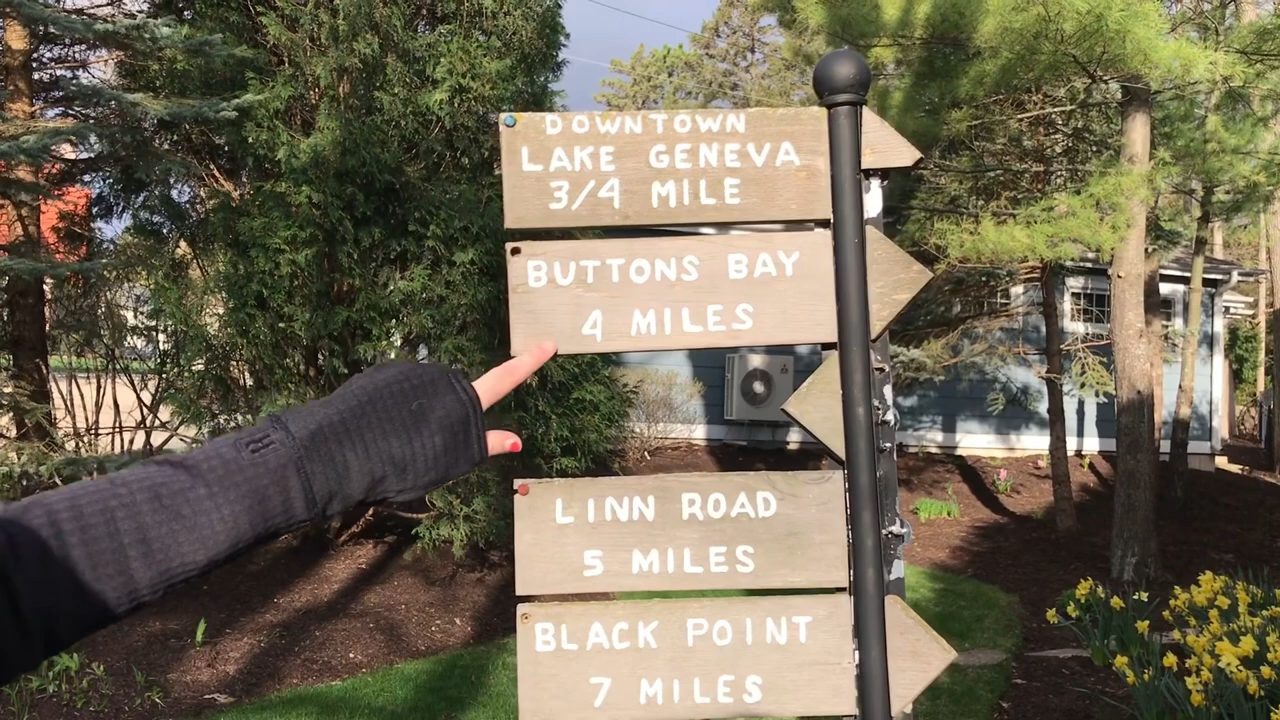 DOWNTOWN
LAKE GENEVA
3/4 MILE
BUTTONS BAY
4 MILES
LINN ROAD
5 MILES
BLACK POINT
7 MILES